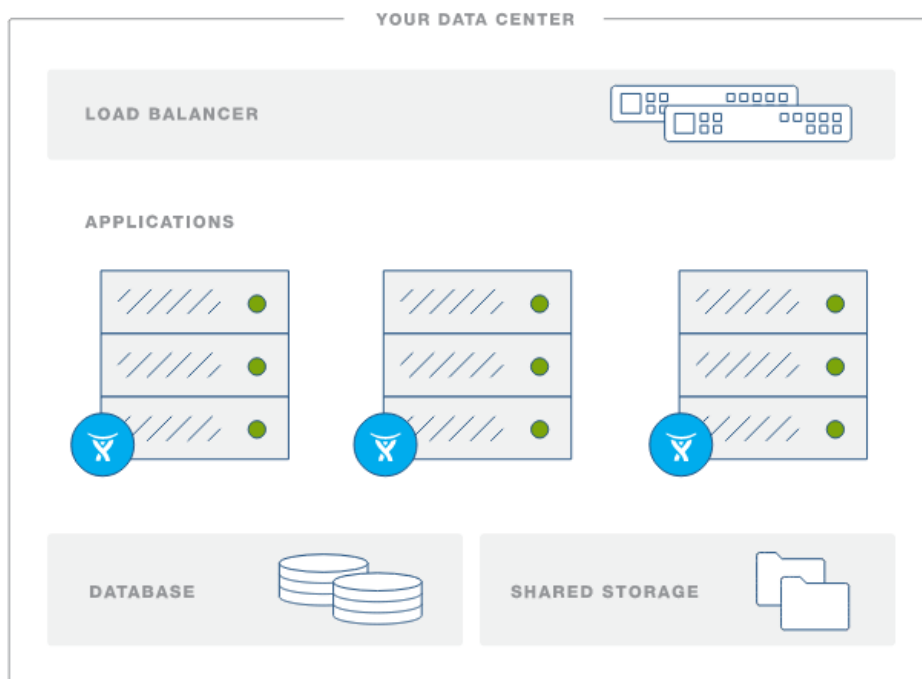 YOUR DATA CENTER
LOAD BALANCER
APPLICATIONS
DATABASE
SHARED STORAGE